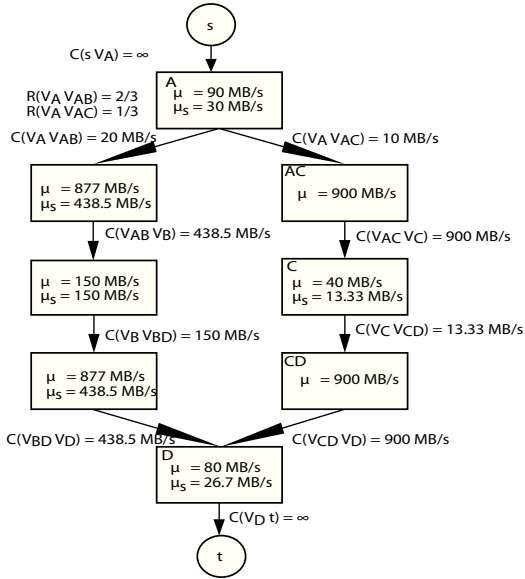 s
C(s VA) = ∞
A
μ = 90 MB/s
μs = 30 MB/s
R(VA VAB) = 2/3
R(VA VAC) = 1/3
C(VA VAB) = 20 MB/s
C(VA VAC) = 10 MB/s
μ = 877 MB/s
μs = 438.5 MB/s
AC
μ = 900 MB/s
C(VAB VB) = 438.5 MB/s
C(VAC VC) = 900 MB/s
μ = 150 MB/s
μs = 150 MB/s
C
μ = 40 MB/s
μs = 13.33 MB/s
C(VB VBD) = 150 MB/s
C(VC VCD) = 13.33 MB/s
μ = 877 MB/s
μs = 438.5 MB/s
CD
μ = 900 MB/s
C(VBD VD) = 438.5 MB/s
C(VCD VD) = 900 MB/s
D
μ = 80 MB/s
μs = 26.7 MB/s
C(VD t) = ∞
t